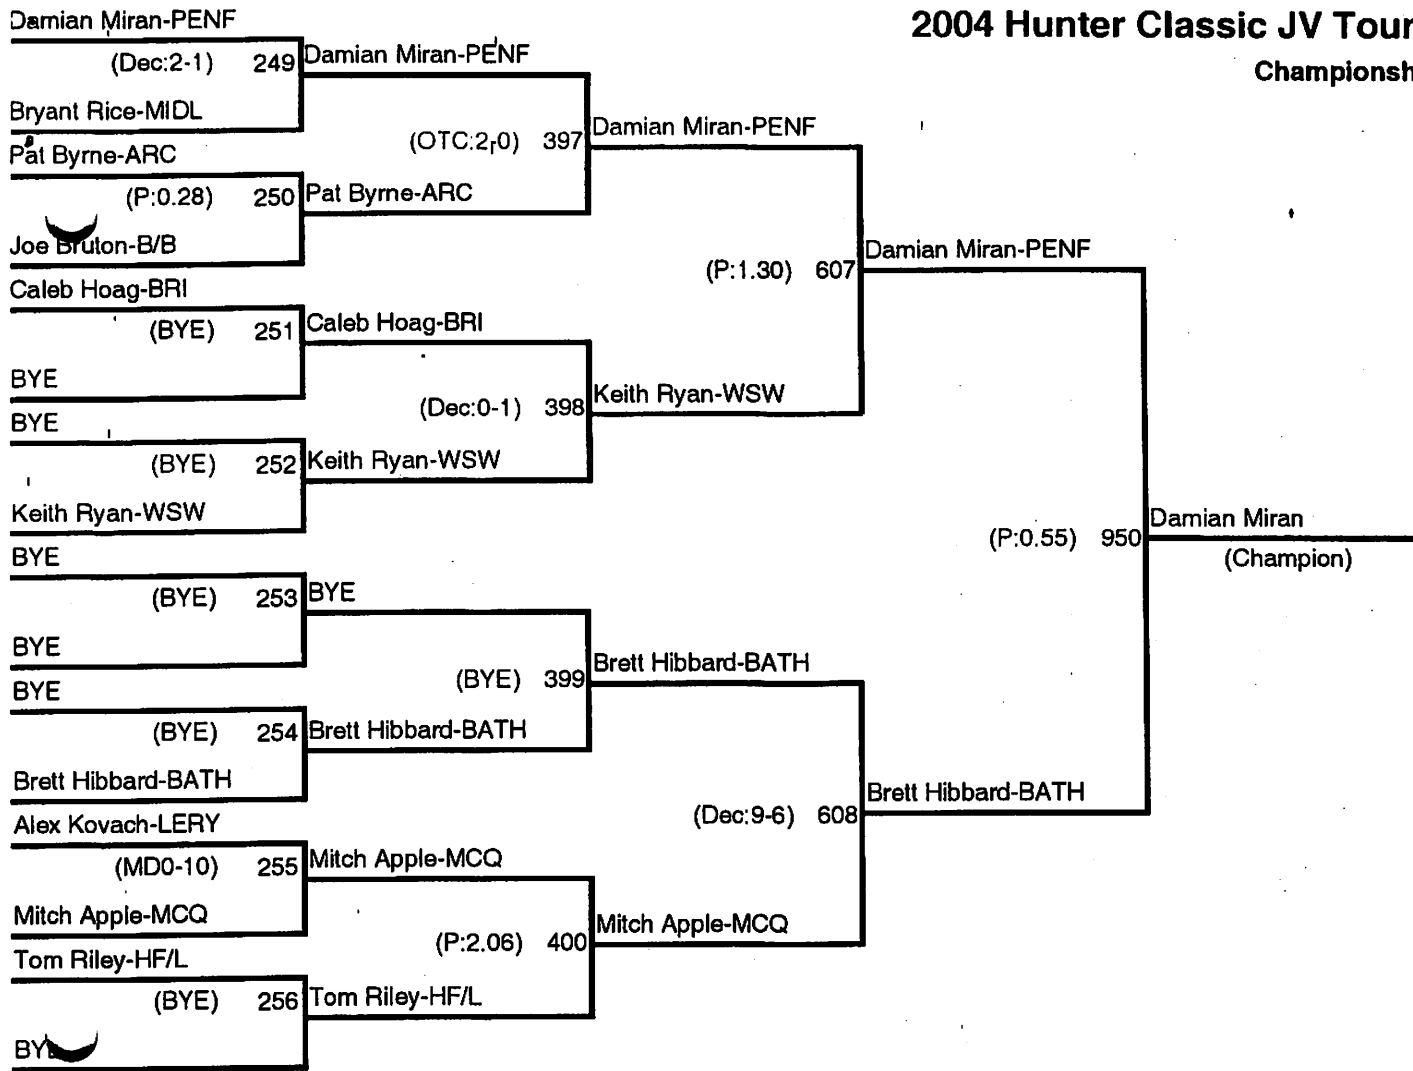 2004 Hunter Classic JV Tour
Championsh
Damian Miran-PENF
(Dec:2-1) 249
Bryant Rice-MIDL
Pat Byrne-ARC
(P:0.28) 250
Joe Bruton-B/B
Caleb Hoag-BRI
(BYE) 251
BYE
BYE
(BYE) 252
Keith Ryan-WSW
BYE
(BYE) 253
BYE
BYE
(BYE) 254
Brett Hibbard-BATH
Alex Kovach-LERY
(MD0-10) 255
Mitch Apple-MCQ
Tom Riley-HF/L
(BYE) 256
BYE
Damian Miran-PENF
(OTC:2-0) 397
Pat Byrne-ARC
Caleb Hoag-BRI
(Dec:0-1) 398
Keith Ryan-WSW
BYE
(BYE) 399
Brett Hibbard-BATH
Mitch Apple-MCQ
(P:2.06) 400
Tom Riley-HF/L
Damian Miran-PENF
(P:1.30) 607
Keith Ryan-WSW
Brett Hibbard-BATH
(Dec:9-6) 608
Mitch Apple-MCQ
Damian Miran-PENF
(P:0.55) 950
Brett Hibbard-BATH
Damian Miran
(Champion)